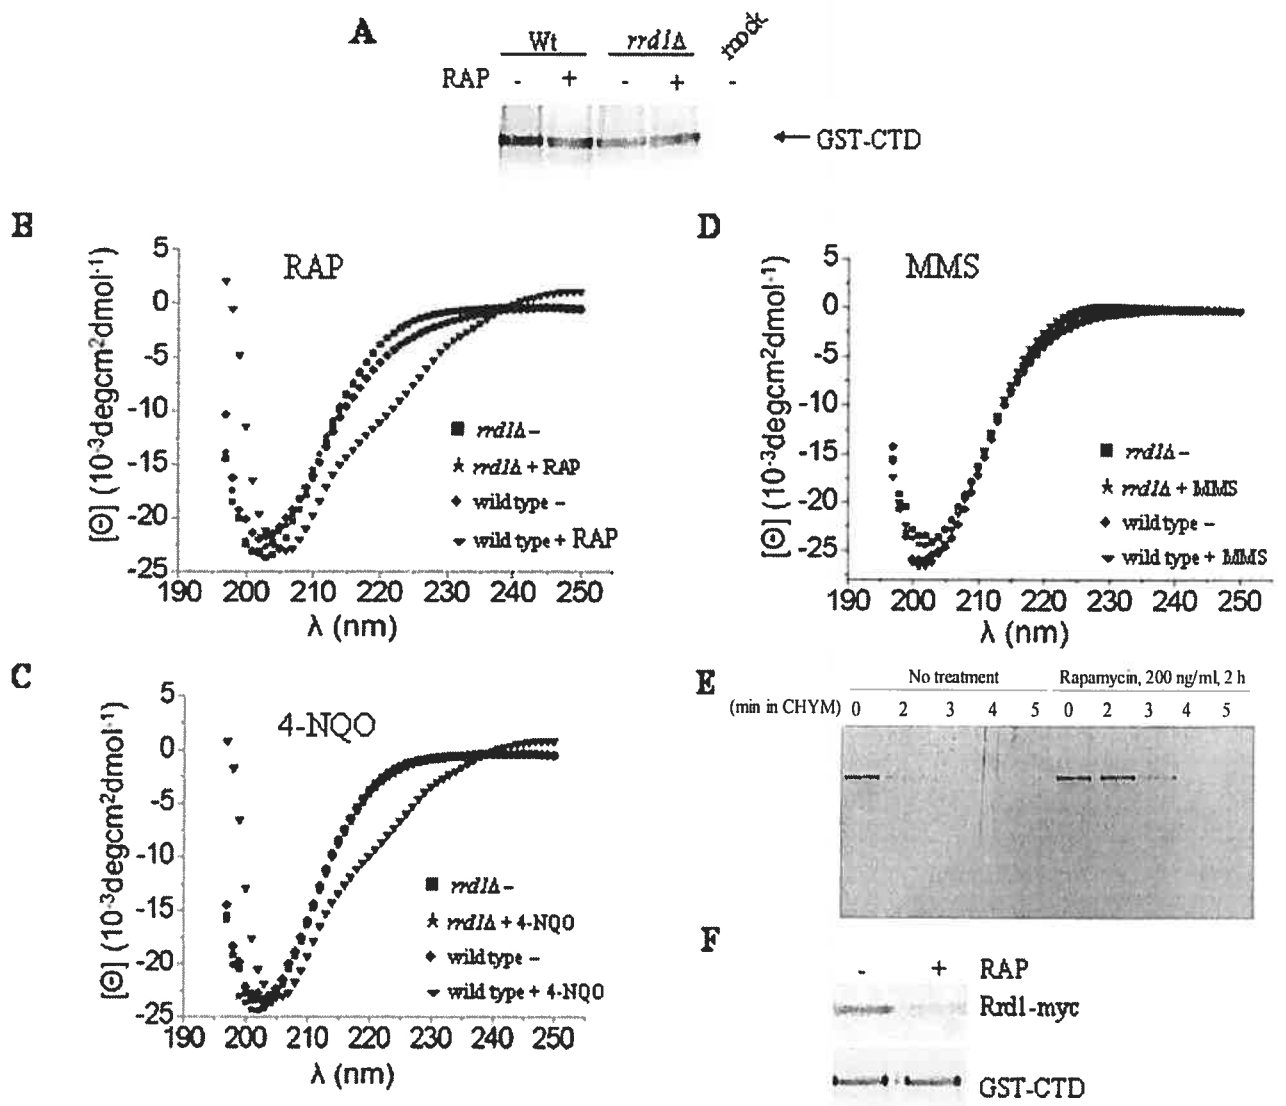 A
Wt rrd1Δ mock
RAP - + - + -
GST-CTD
B
RAP
[Θ] (10-3degcm2dmol-1)
5
0
-5
-10
-15
-20
-25
190 200 210 220 230 240 250
λ (nm)
rrd1Δ -
rrd1Δ + RAP
wild type -
wild type + RAP
D
MMS
[Θ] (10-3degcm2dmol-1)
5
0
-5
-10
-15
-20
-25
190 200 210 220 230 240 250
λ (nm)
rrd1Δ -
rrd1Δ + MMS
wild type -
wild type + MMS
C
4-NQO
[Θ] (10-3degcm2dmol-1)
5
0
-5
-10
-15
-20
-25
190 200 210 220 230 240 250
λ (nm)
rrd1Δ -
rrd1Δ + 4-NQO
wild type -
wild type + 4-NQO
E
No treatment Rapamycin, 200 ng/ml, 2 h
(min in CHYM) 0 2 3 4 5 0 2 3 4 5
F
- + RAP
Rrd1-myc
GST-CTD